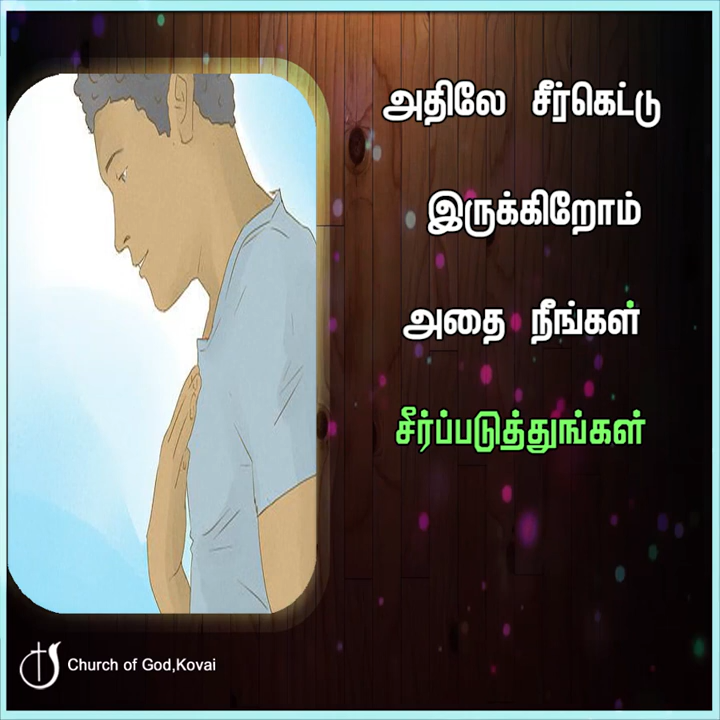 அதிலே சீர்கெட்டு
இருக்கிறோம்
அதை நீங்கள்
சீர்ப்படுத்துங்கள்
Church of God,Kovai